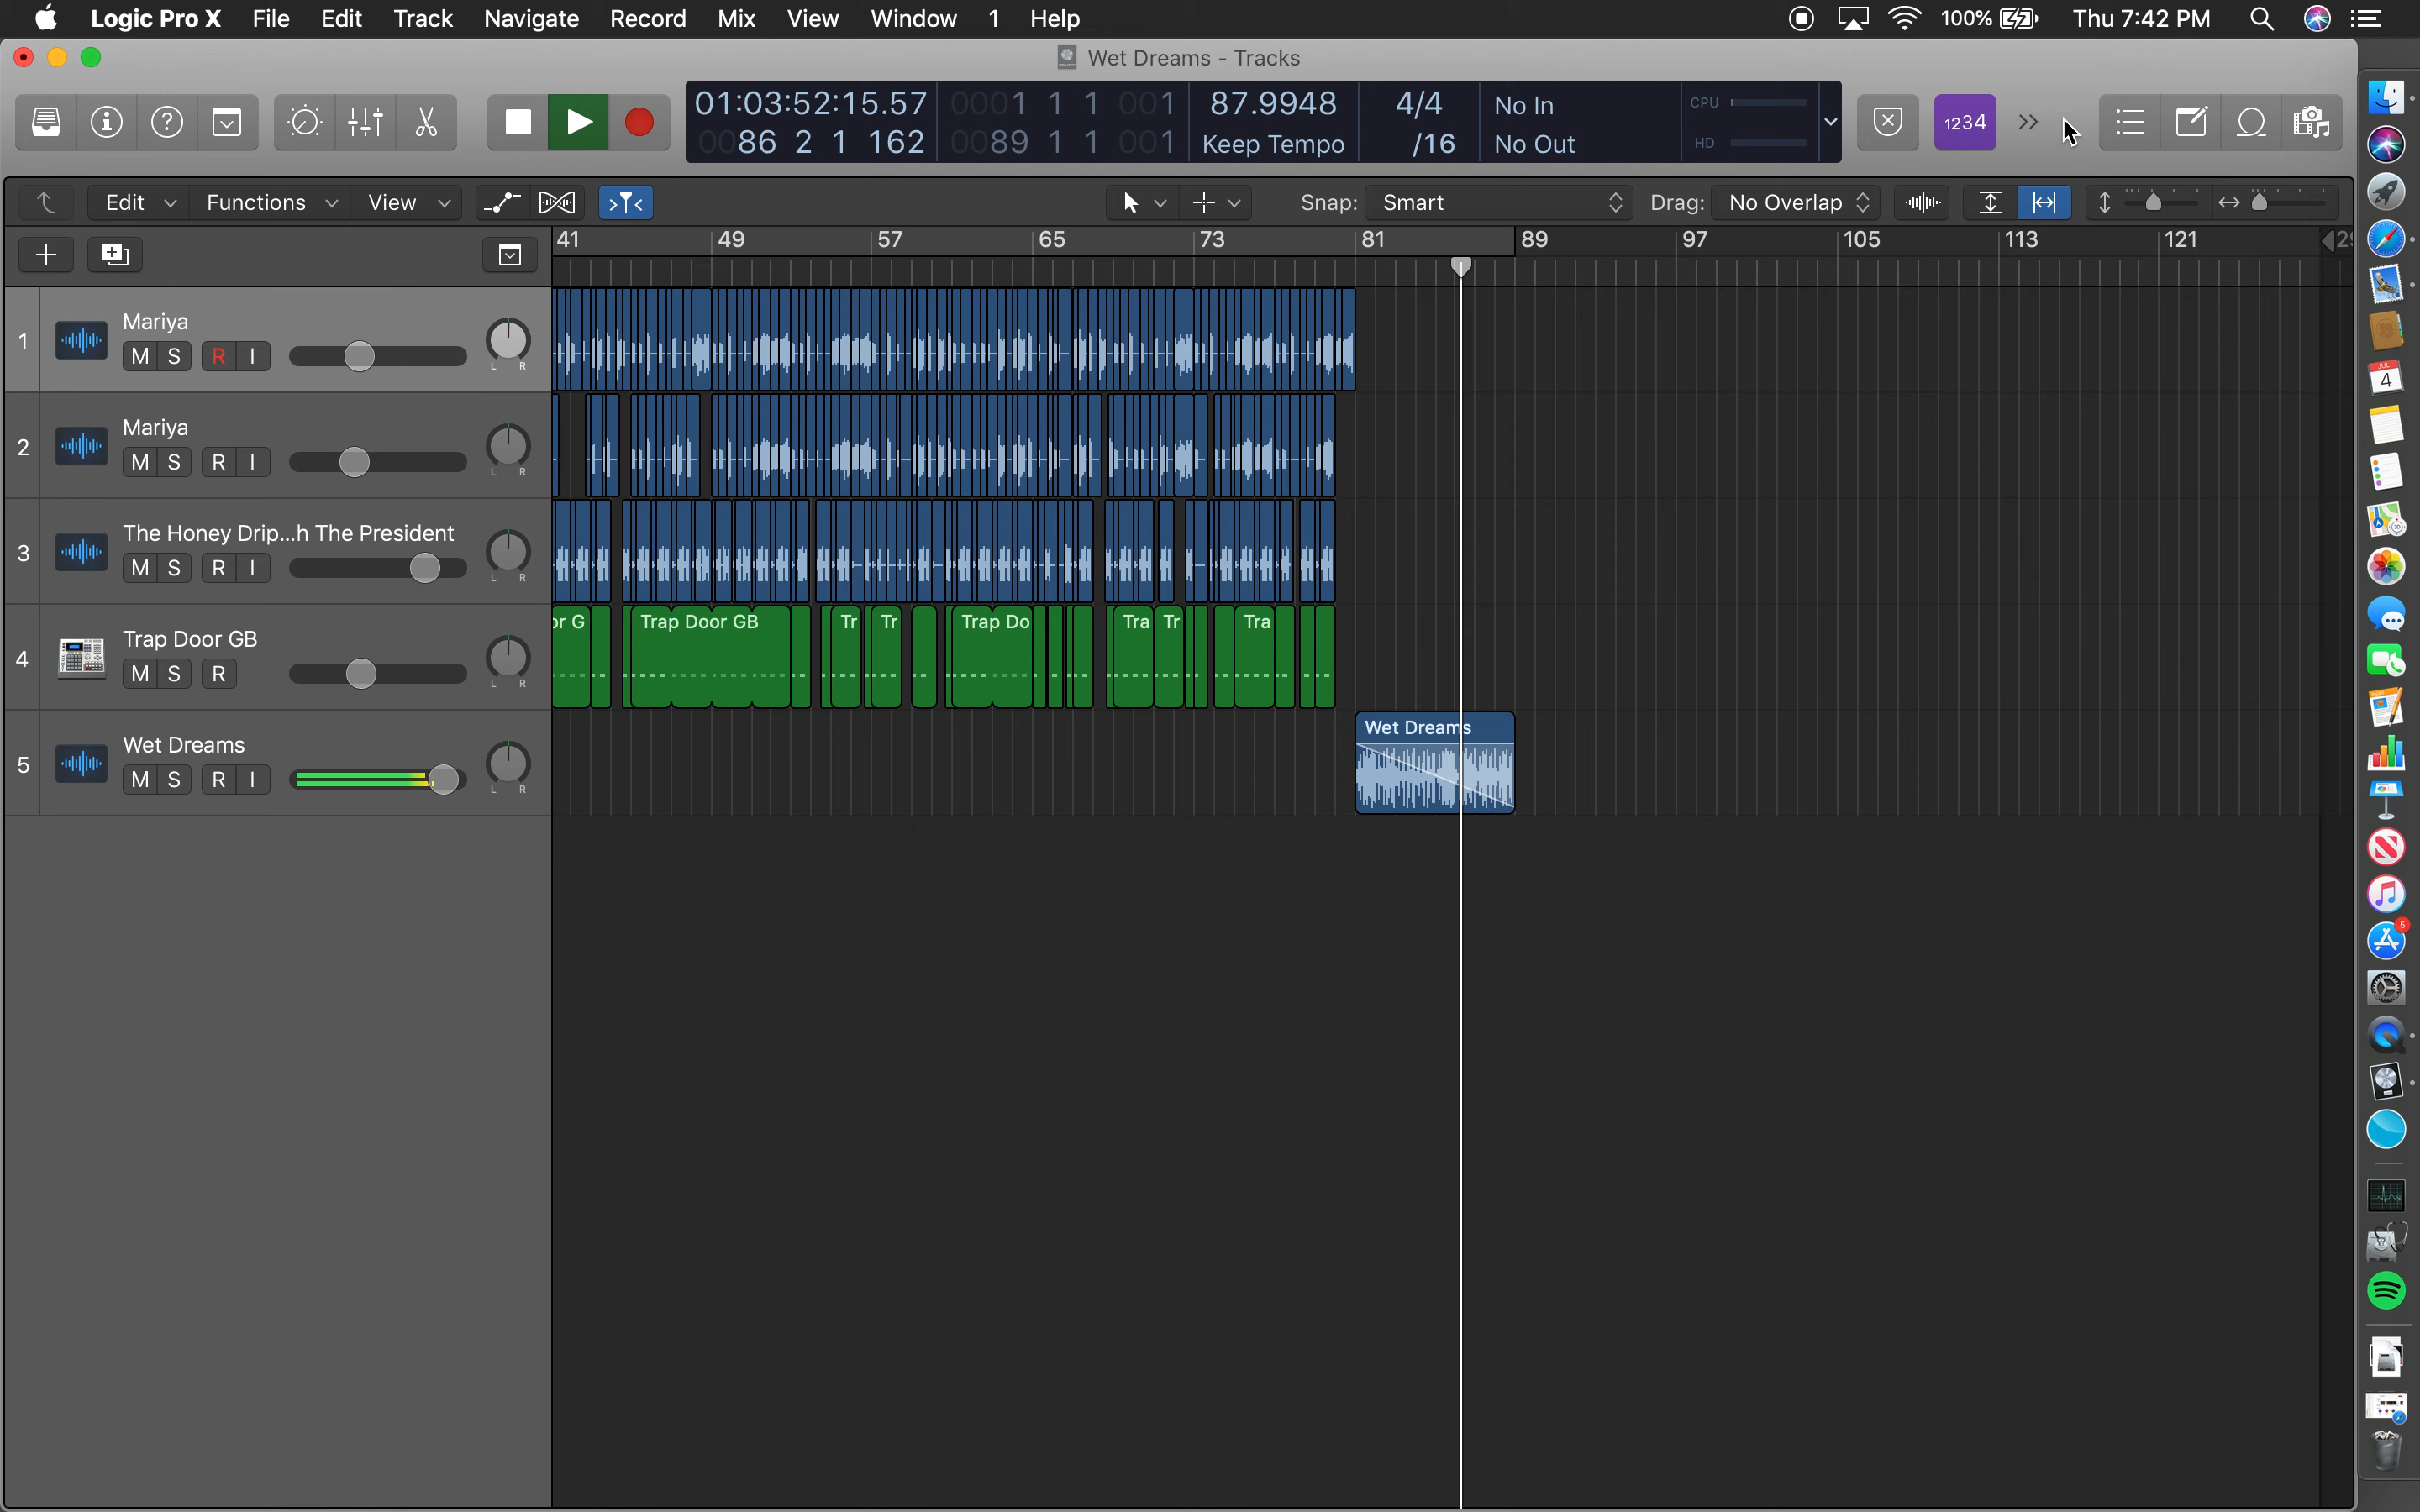 Logic Pro X File Edit Track Navigate Record Mix View Window 1 Help 100% Thu 7:42 PM
Wet Dreams - Tracks
01:03:52:15.57 0001 1 1 001 87.9948 4/4 No In CPU
0086 2 1 162 0089 1 1 001 Keep Tempo /16 No Out HD
1234
Edit Functions View Snap: Smart Drag: No Overlap
41 49 57 65 73 81 89 97 105 113 121
1 Mariya
M S R I L R
2 Mariya
M S R I L R
3 The Honey Drip...h The President
M S R I L R
4 Trap Door GB
M S R L R
or G Trap Door GB Tr Tr Trap Do Tra Tr Tra
5 Wet Dreams
M S R I L R
Wet Dreams
JUL
4
5